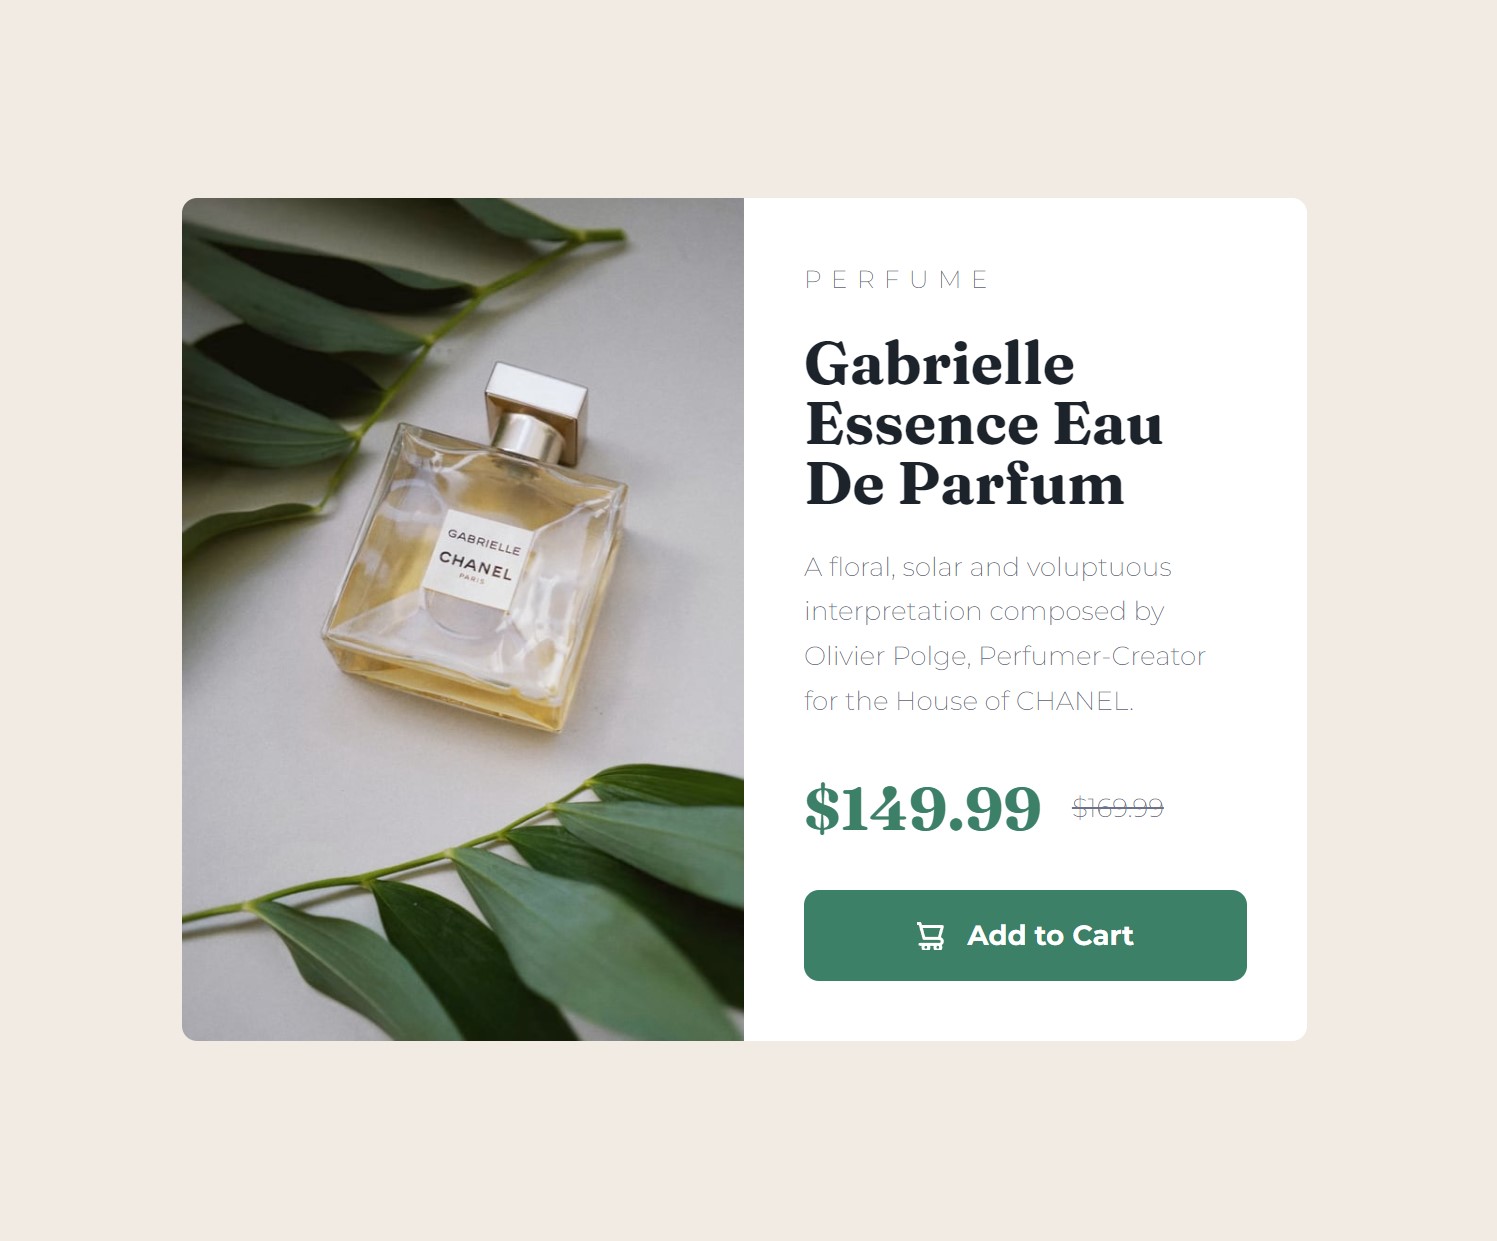 GABRIELLE
CHANEL
PARIS
PERFUME
Gabrielle
Essence Eau
De Parfum
A floral, solar and voluptuous
interpretation composed by
Olivier Polge, Perfumer-Creator
for the House of CHANEL.
$149.99 $169.99
Add to Cart